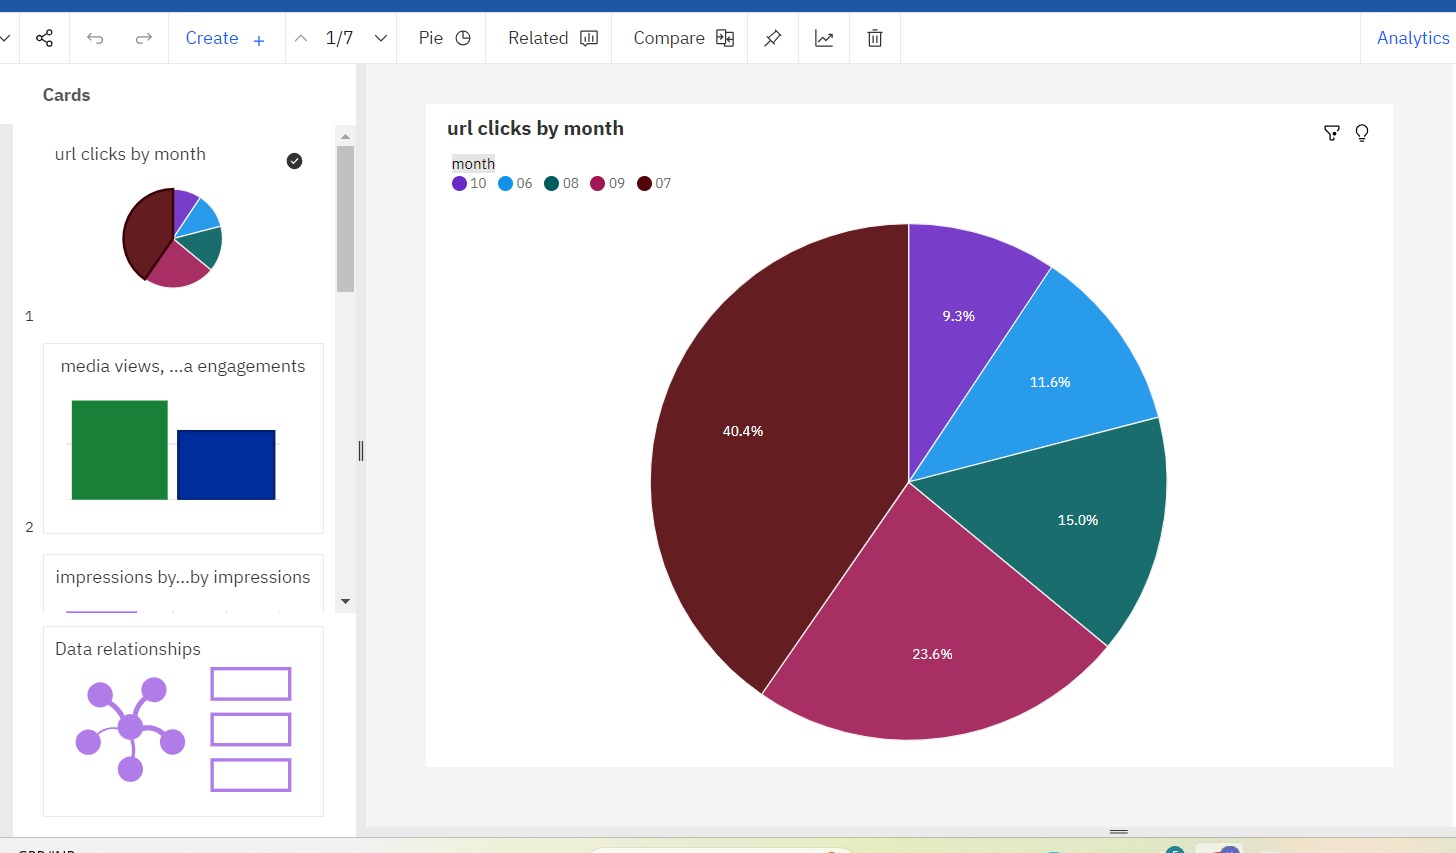 Create +
1/7
Pie
Related
Compare
Analytics
Cards
url clicks by month
1
media views, ...a engagements
2
impressions by...by impressions
Data relationships
url clicks by month
month
10 06 08 09 07
9.3%
11.6%
40.4%
15.0%
23.6%